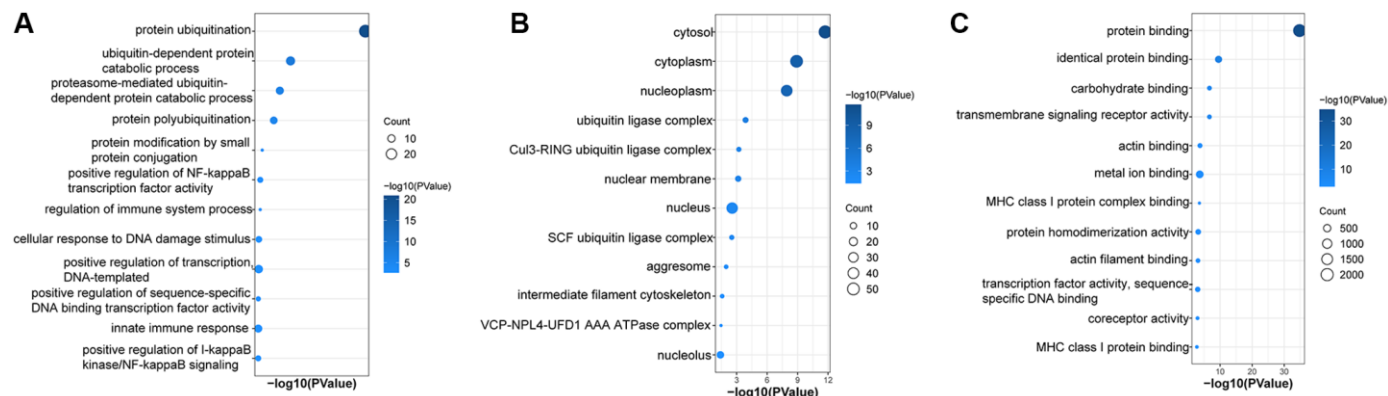 A
protein ubiquitination
ubiquitin-dependent protein
catabolic process
proteasome-mediated ubiquitin-
dependent protein catabolic process
protein polyubiquitination
protein modification by small
protein conjugation
positive regulation of NF-kappaB
transcription factor activity
regulation of immune system process
cellular response to DNA damage stimulus
positive regulation of transcription,
DNA-templated
positive regulation of sequence-specific
DNA binding transcription factor activity
innate immune response
positive regulation of I-kappaB
kinase/NF-kappaB signaling
−log10(PValue)
Count
10
20
−log10(PValue)
20
15
10
5
B
cytosol
cytoplasm
nucleoplasm
ubiquitin ligase complex
Cul3-RING ubiquitin ligase complex
nuclear membrane
nucleus
SCF ubiquitin ligase complex
aggresome
intermediate filament cytoskeleton
VCP-NPL4-UFD1 AAA ATPase complex
nucleolus
3 6 9 12
−log10(PValue)
−log10(PValue)
9
6
3
Count
10
20
30
40
50
C
protein binding
identical protein binding
carbohydrate binding
transmembrane signaling receptor activity
actin binding
metal ion binding
MHC class I protein complex binding
protein homodimerization activity
actin filament binding
transcription factor activity, sequence
specific DNA binding
coreceptor activity
MHC class I protein binding
10 20 30
−log10(PValue)
−log10(PValue)
30
20
10
Count
500
1000
1500
2000